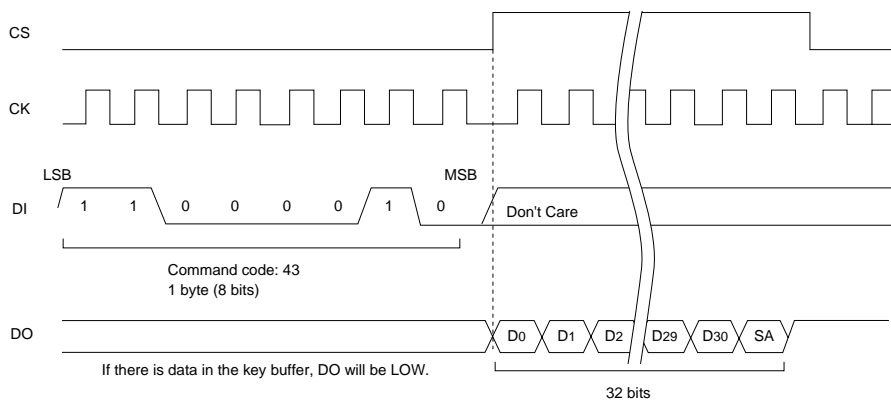 CS
CK
LSB
MSB
DI
1 1 0 0 0 0 1 0
Don't Care
Command code: 43
1 byte (8 bits)
DO
D0 D1 D2 D29 D30 SA
If there is data in the key buffer, DO will be LOW.
32 bits